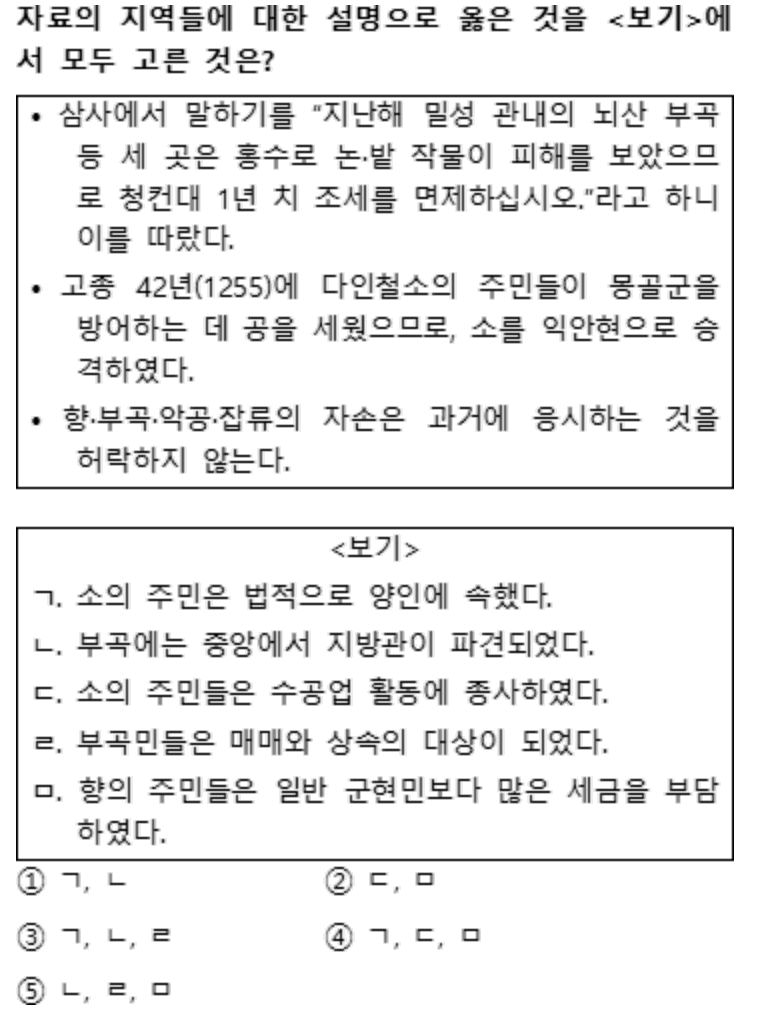 자료의 지역들에 대한 설명으로 옳은 것을 <보기>에
서 모두 고른 것은?
• 삼사에서 말하기를 “지난해 밀성 관내의 뇌산 부곡
등 세 곳은 홍수로 논·밭 작물이 피해를 보았으므
로 청컨대 1년 치 조세를 면제하십시오.”라고 하니
이를 따랐다.
• 고종 42년(1255)에 다인철소의 주민들이 몽골군을
방어하는 데 공을 세웠으므로, 소를 익안현으로 승
격하였다.
• 향·부곡·악공·잡류의 자손은 과거에 응시하는 것을
허락하지 않는다.
<보기>
ㄱ. 소의 주민은 법적으로 양인에 속했다.
ㄴ. 부곡에는 중앙에서 지방관이 파견되었다.
ㄷ. 소의 주민들은 수공업 활동에 종사하였다.
ㄹ. 부곡민들은 매매와 상속의 대상이 되었다.
ㅁ. 향의 주민들은 일반 군현민보다 많은 세금을 부담
하였다.
① ㄱ, ㄴ ② ㄷ, ㅁ
③ ㄱ, ㄴ, ㄹ ④ ㄱ, ㄷ, ㅁ
⑤ ㄴ, ㄹ, ㅁ